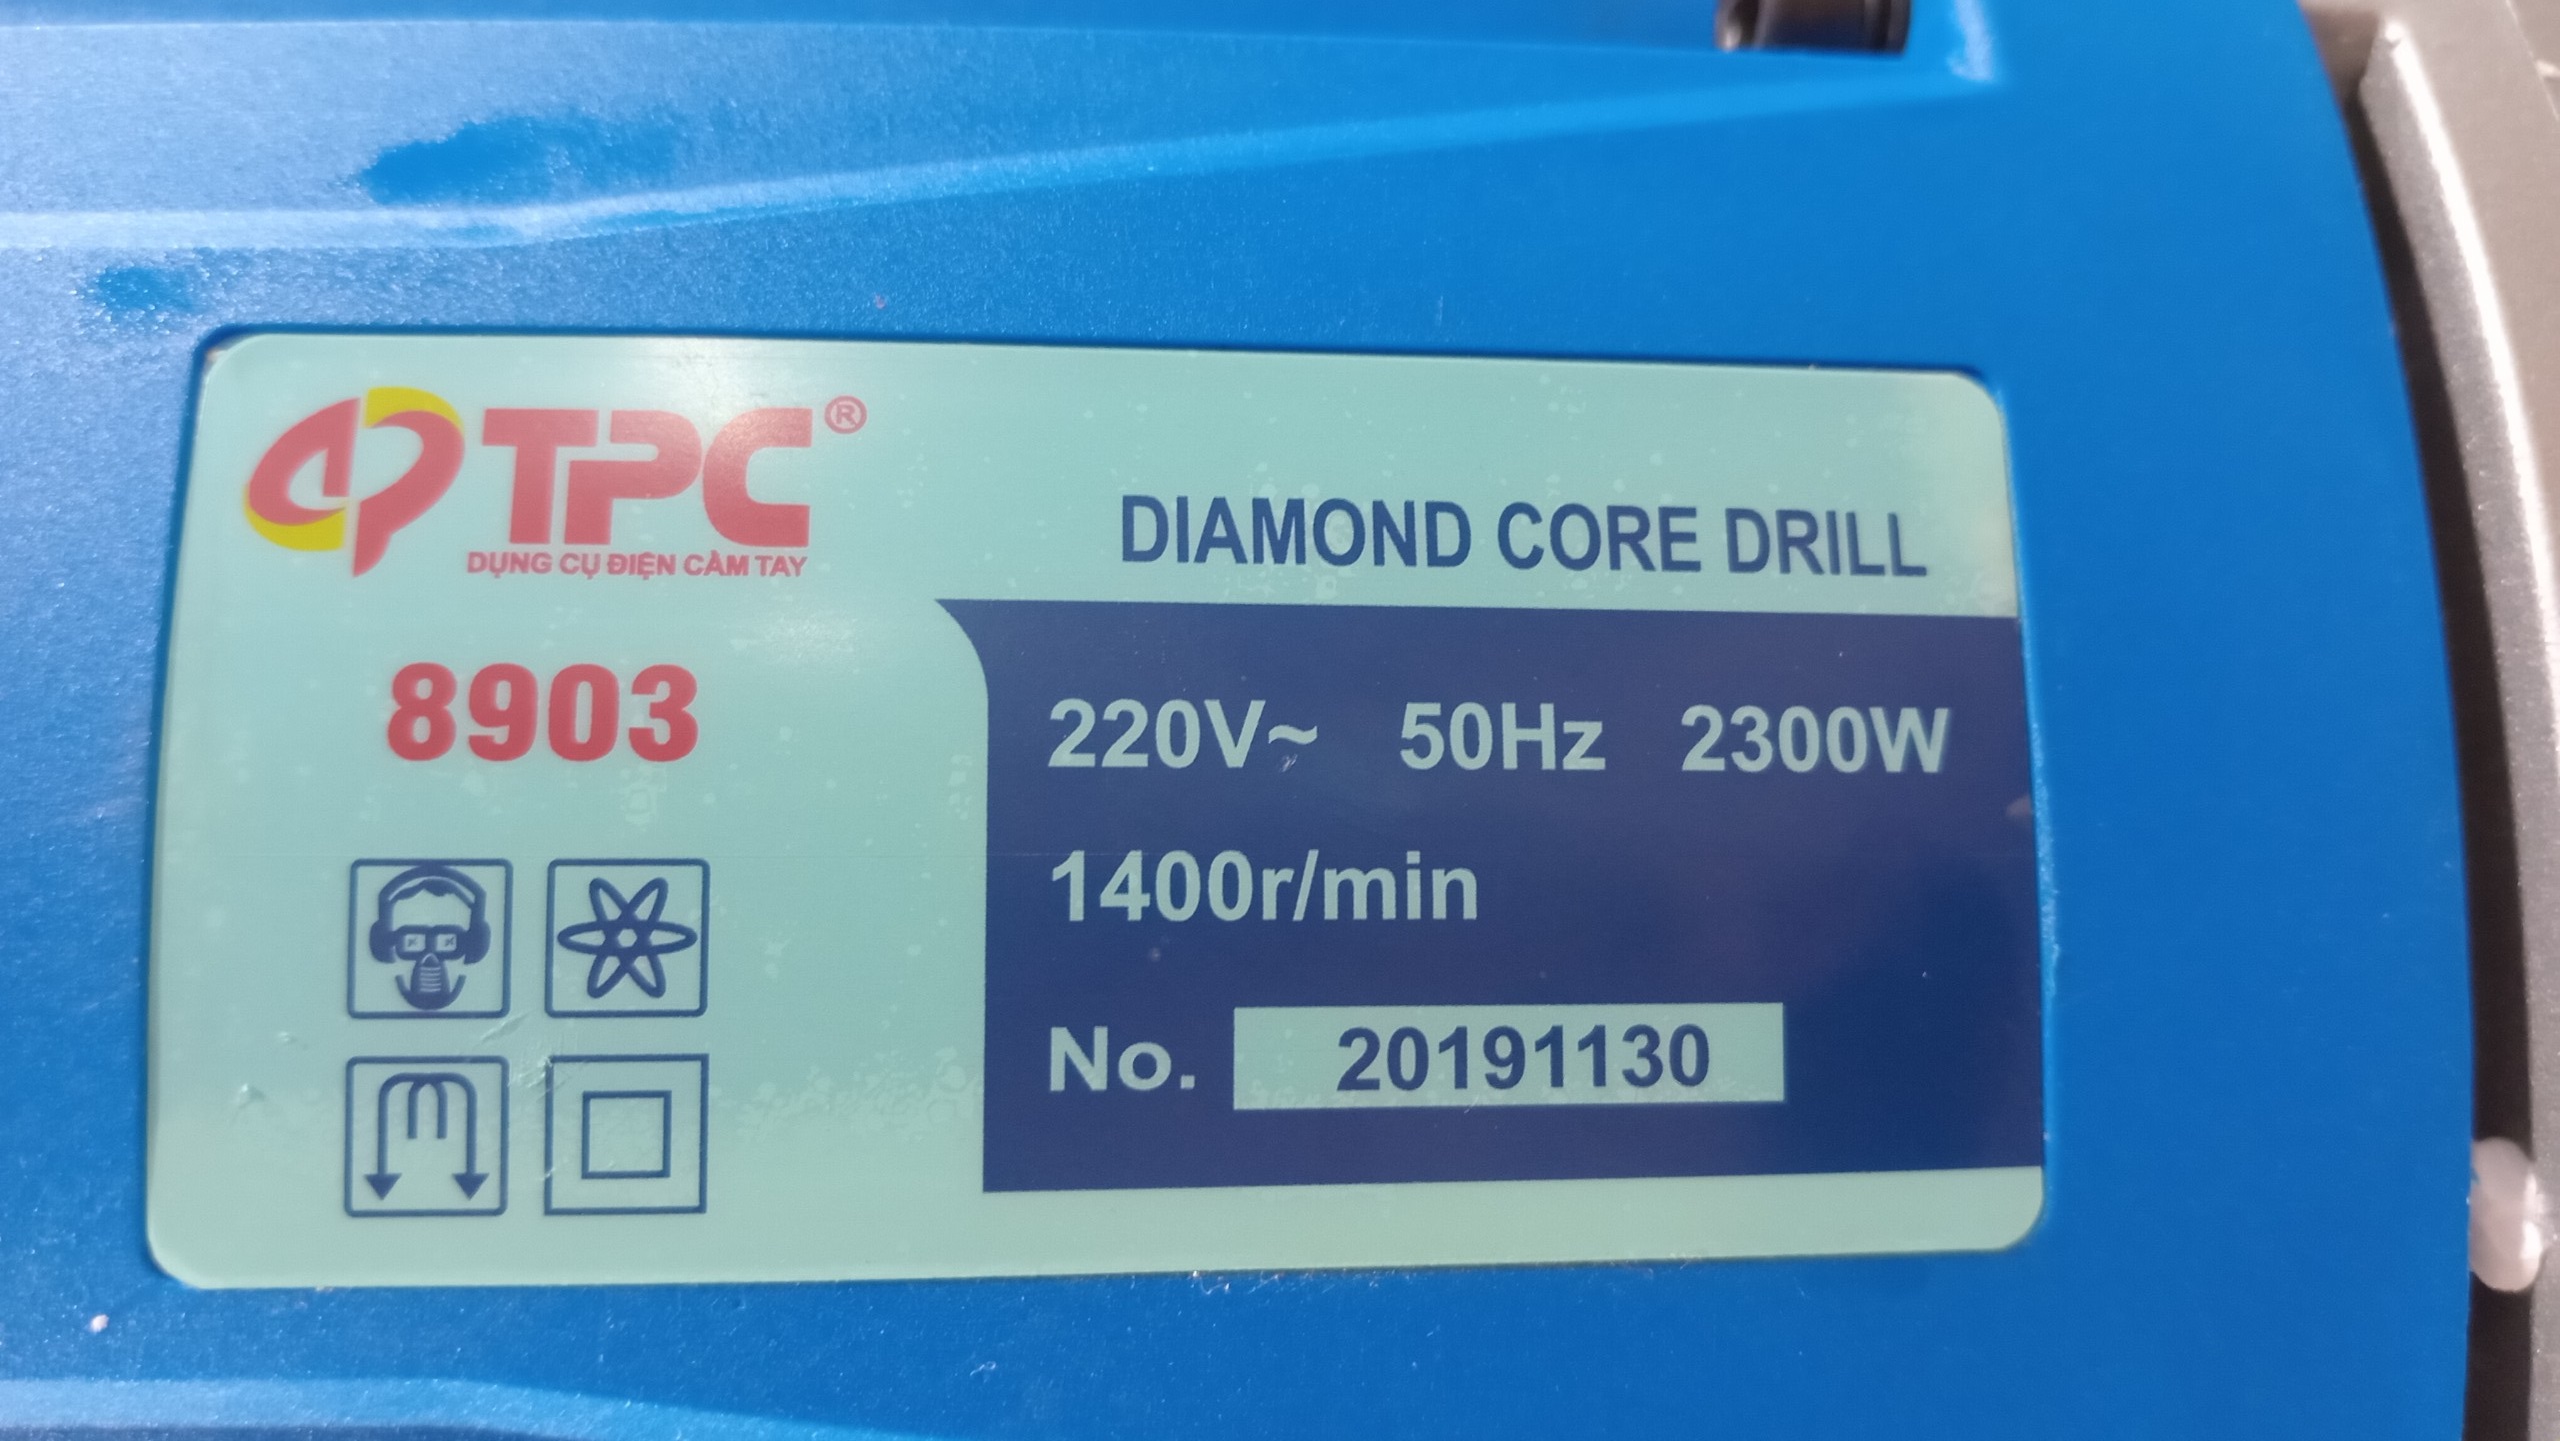 TPC®
DỤNG CỤ ĐIỆN CẦM TAY
DIAMOND CORE DRILL
8903
220V~ 50Hz 2300W
1400r/min
No. 20191130